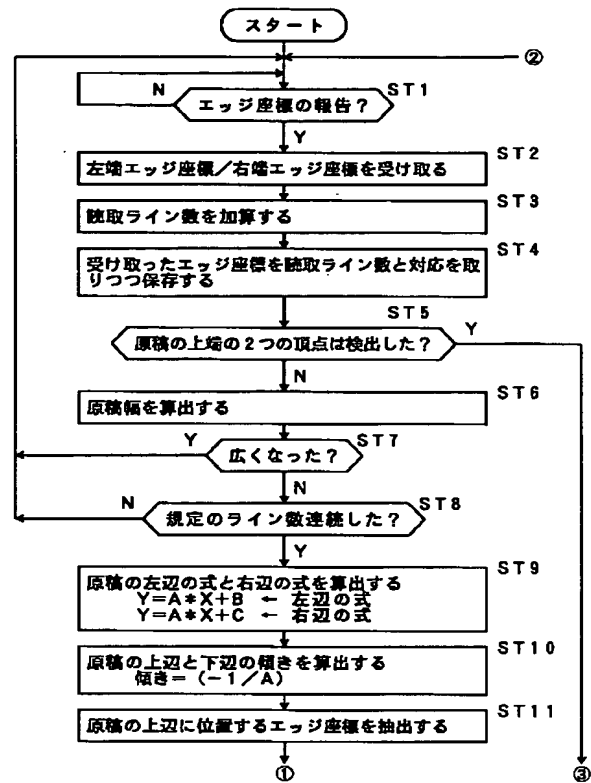 スタート
②
N
エッジ座標の報告？
ST1
Y
ST2
左端エッジ座標／右端エッジ座標を受け取る
ST3
読取ライン数を加算する
ST4
受け取ったエッジ座標を読取ライン数と対応を取
りつつ保存する
ST5
原稿の上端の２つの頂点は検出した？
Y
N
ST6
原稿幅を算出する
Y
ST7
広くなった？
N
N
ST8
規定のライン数連続した？
Y
ST9
原稿の左辺の式と右辺の式を算出する
Y=A*X+B ← 左辺の式
Y=A*X+C ← 右辺の式
ST10
原稿の上辺と下辺の傾きを算出する
傾き=（−1／A）
ST11
原稿の上辺に位置するエッジ座標を抽出する
①
③